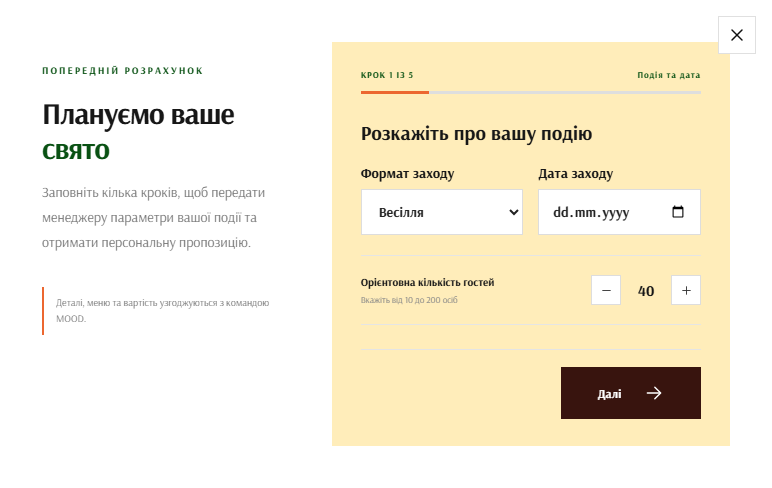 ПОПЕРЕДНІЙ РОЗРАХУНОК
Плануємо ваше
свято
Заповніть кілька кроків, щоб передати
менеджеру параметри вашої події та
отримати персональну пропозицію.
Деталі, меню та вартість узгоджуються з командою
MOOD.
КРОК 1 ІЗ 5
Подія та дата
Розкажіть про вашу подію
Формат заходу
Дата заходу
Весілля
dd.mm.yyyy
Орієнтовна кількість гостей
Вкажіть від 10 до 200 осіб
− 40 +
Далі →